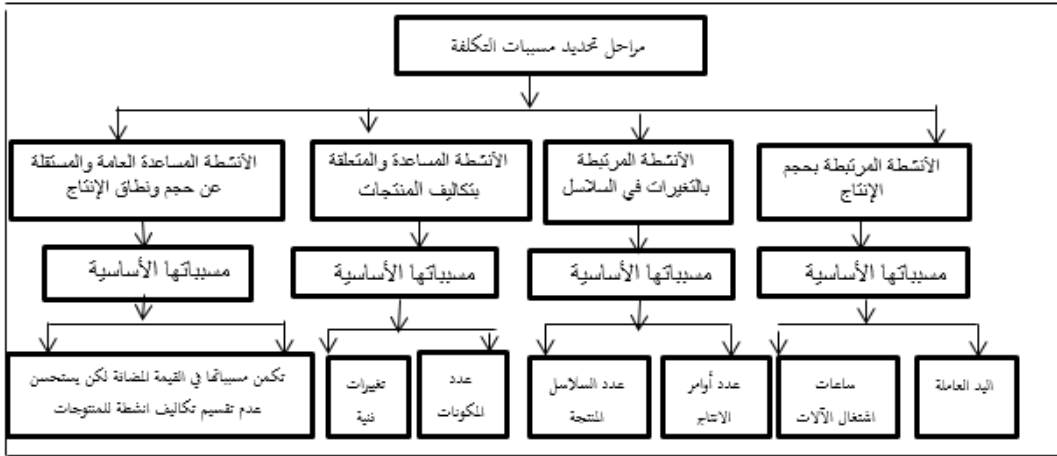 مراحل تحديد مسببات التكلفة
الأنشطة المرتبطة بحجم
الإنتاج
الأنشطة المرتبطة
بالتغيرات في السلاسل
الأنشطة المساعدة والمتعلقة
بتكاليف المنتجات
الأنشطة المساعدة العامة والمستقلة
عن حجم ونطاق الإنتاج
مسبباتها الأساسية
مسبباتها الأساسية
مسبباتها الأساسية
مسبباتها الأساسية
اليد العاملة
ساعات
اشتغال الآلات
عدد أوامر
الانتاج
عدد السلاسل
المنتجة
عدد
المكونات
تغيرات
فنية
تكمن مسبباتها في القيمة المضافة لكن يستحسن
عدم تقسيم تكاليف انشطة للمنتوجات